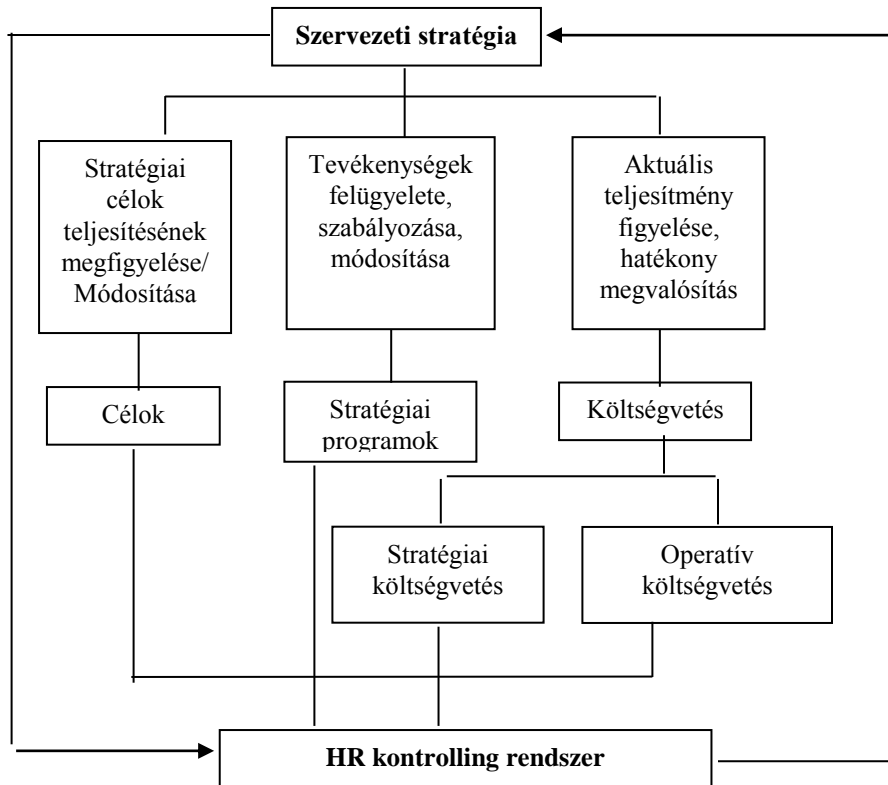 Szervezeti stratégia
Stratégiai
célok
teljesítésének
megfigyelése/
Módosítása
Tevékenységek
felügyelete,
szabályozása,
módosítása
Aktuális
teljesítmény
figyelése,
hatékony
megvalósítás
Célok
Stratégiai
programok
Költségvetés
Stratégiai
költségvetés
Operatív
költségvetés
HR kontrolling rendszer